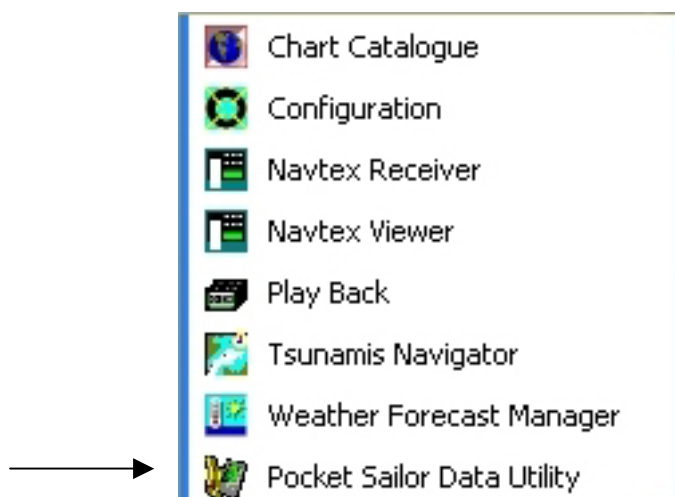 Chart Catalogue
Configuration
Navtex Receiver
Navtex Viewer
Play Back
Tsunamis Navigator
Weather Forecast Manager
Pocket Sailor Data Utility